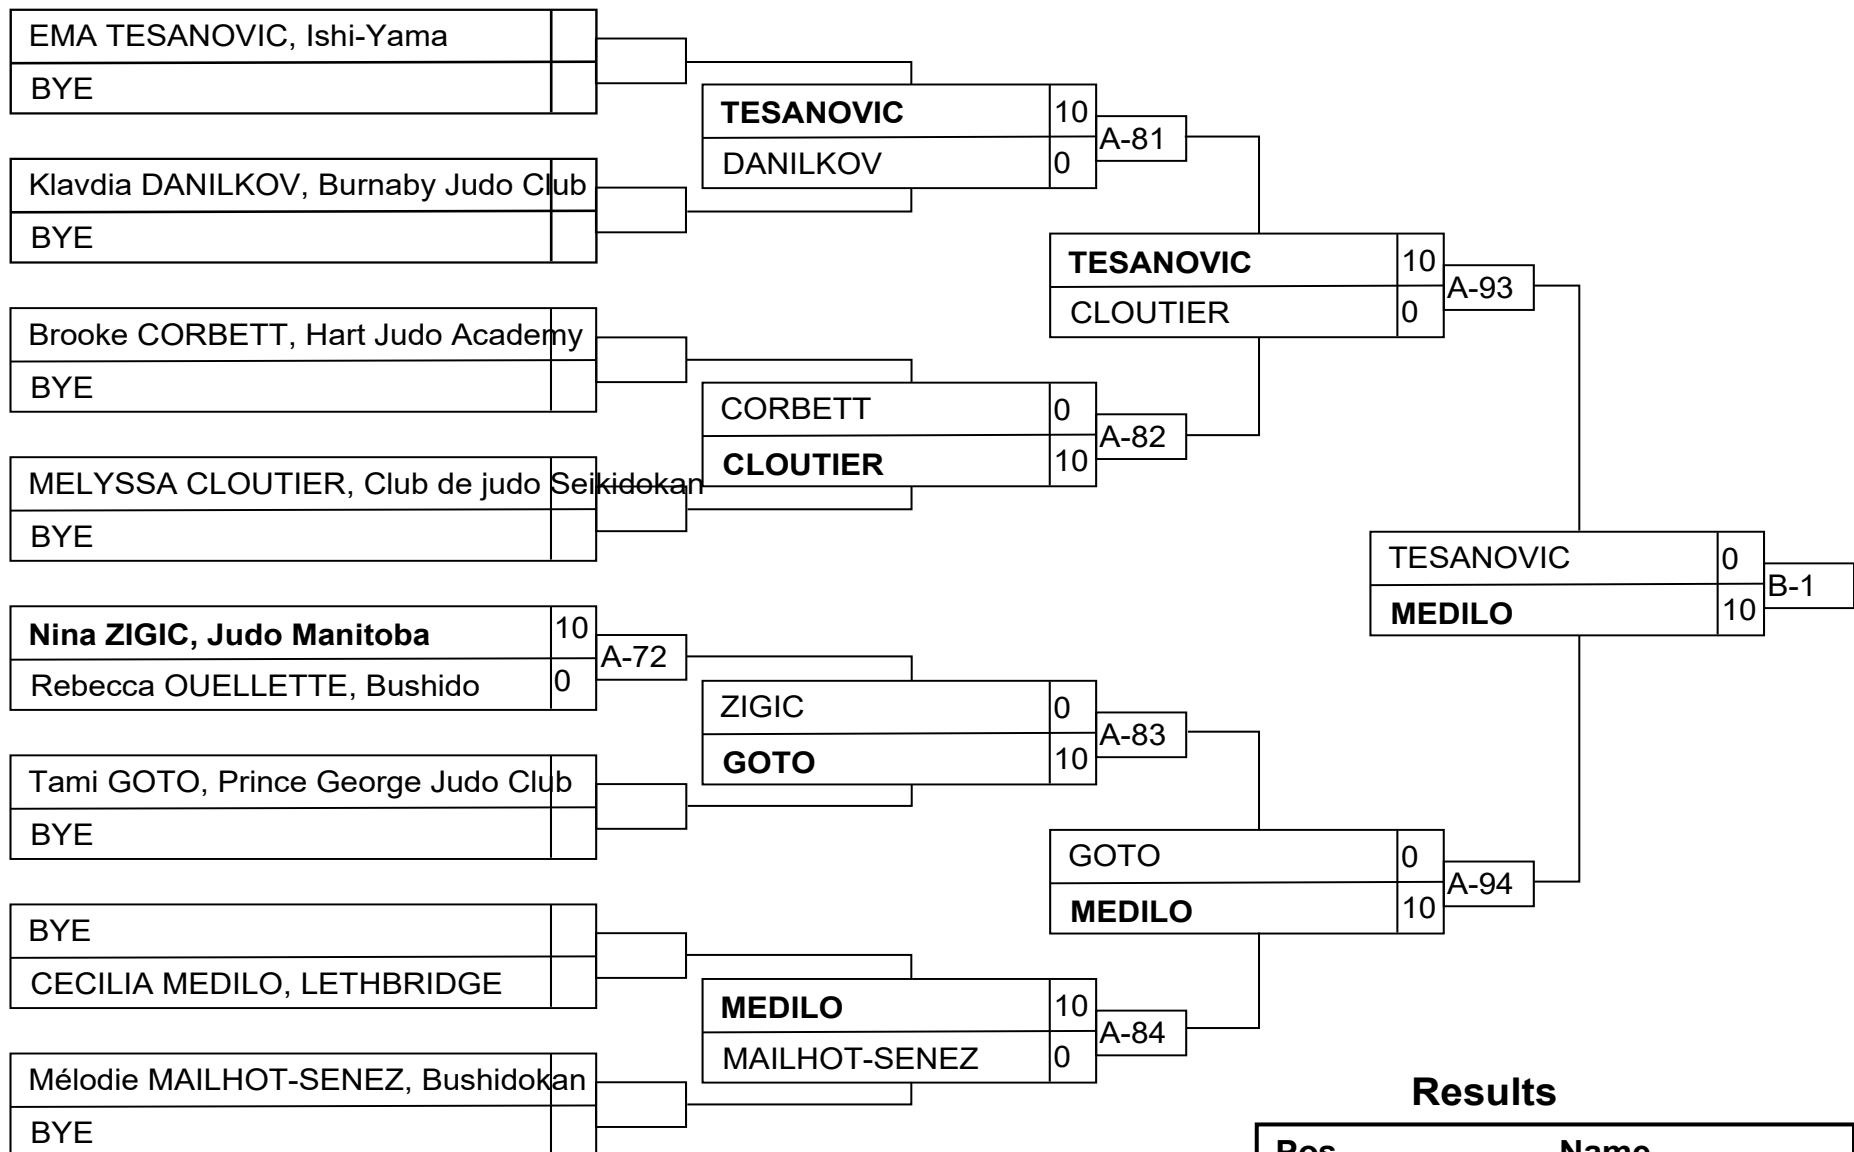 EMA TESANOVIC, Ishi-Yama
BYE
Klavdia DANILKOV, Burnaby Judo Club
BYE
Brooke CORBETT, Hart Judo Academy
BYE
MELYSSA CLOUTIER, Club de judo Seikidokan
BYE
Nina ZIGIC, Judo Manitoba 10
Rebecca OUELLETTE, Bushido 0
A-72
Tami GOTO, Prince George Judo Club
BYE
BYE
CECILIA MEDILO, LETHBRIDGE
Mélodie MAILHOT-SENEZ, Bushidokan
BYE
TESANOVIC 10
DANILKOV 0
A-81
CORBETT 0
CLOUTIER 10
A-82
ZIGIC 0
GOTO 10
A-83
MEDILO 10
MAILHOT-SENEZ 0
A-84
TESANOVIC 10
CLOUTIER 0
A-93
GOTO 0
MEDILO 10
A-94
TESANOVIC 0
MEDILO 10
B-1
Results
Pos Name